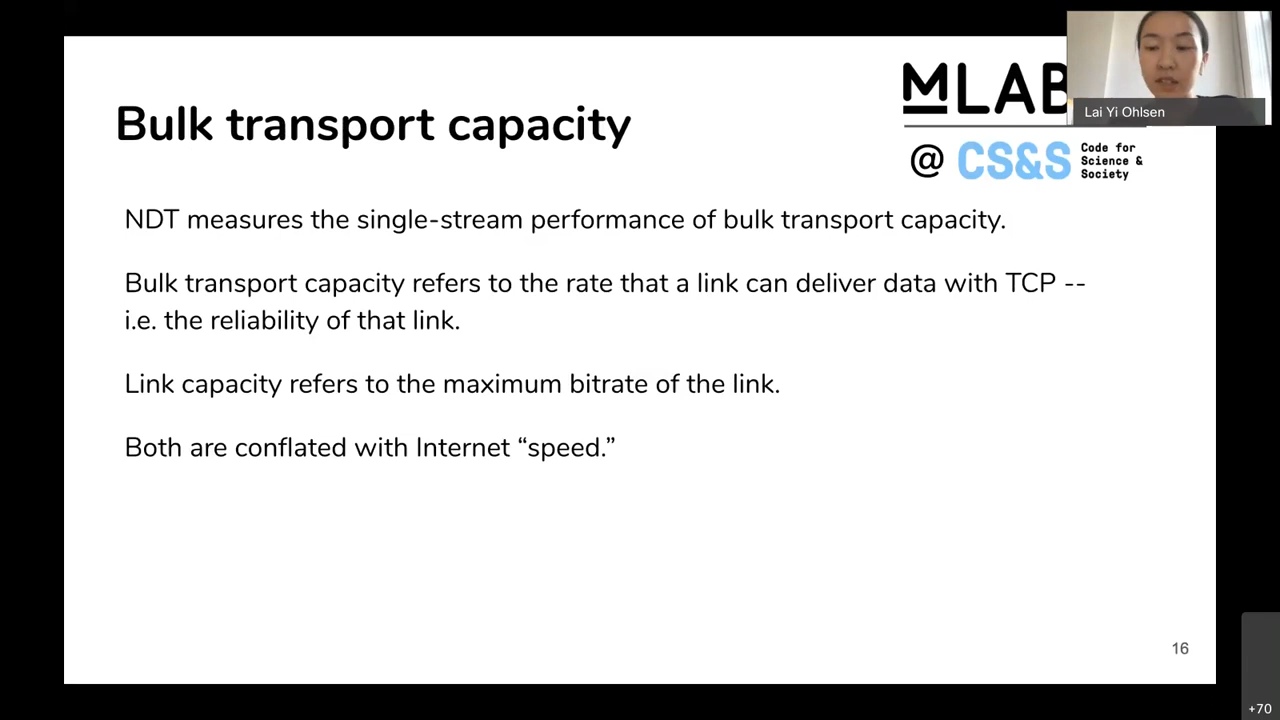 Bulk transport capacity
MLAB
@ CS&S Code for
Science &
Society
Lai Yi Ohlsen
NDT measures the single-stream performance of bulk transport capacity.
Bulk transport capacity refers to the rate that a link can deliver data with TCP --
i.e. the reliability of that link.
Link capacity refers to the maximum bitrate of the link.
Both are conflated with Internet “speed.”
16
+70